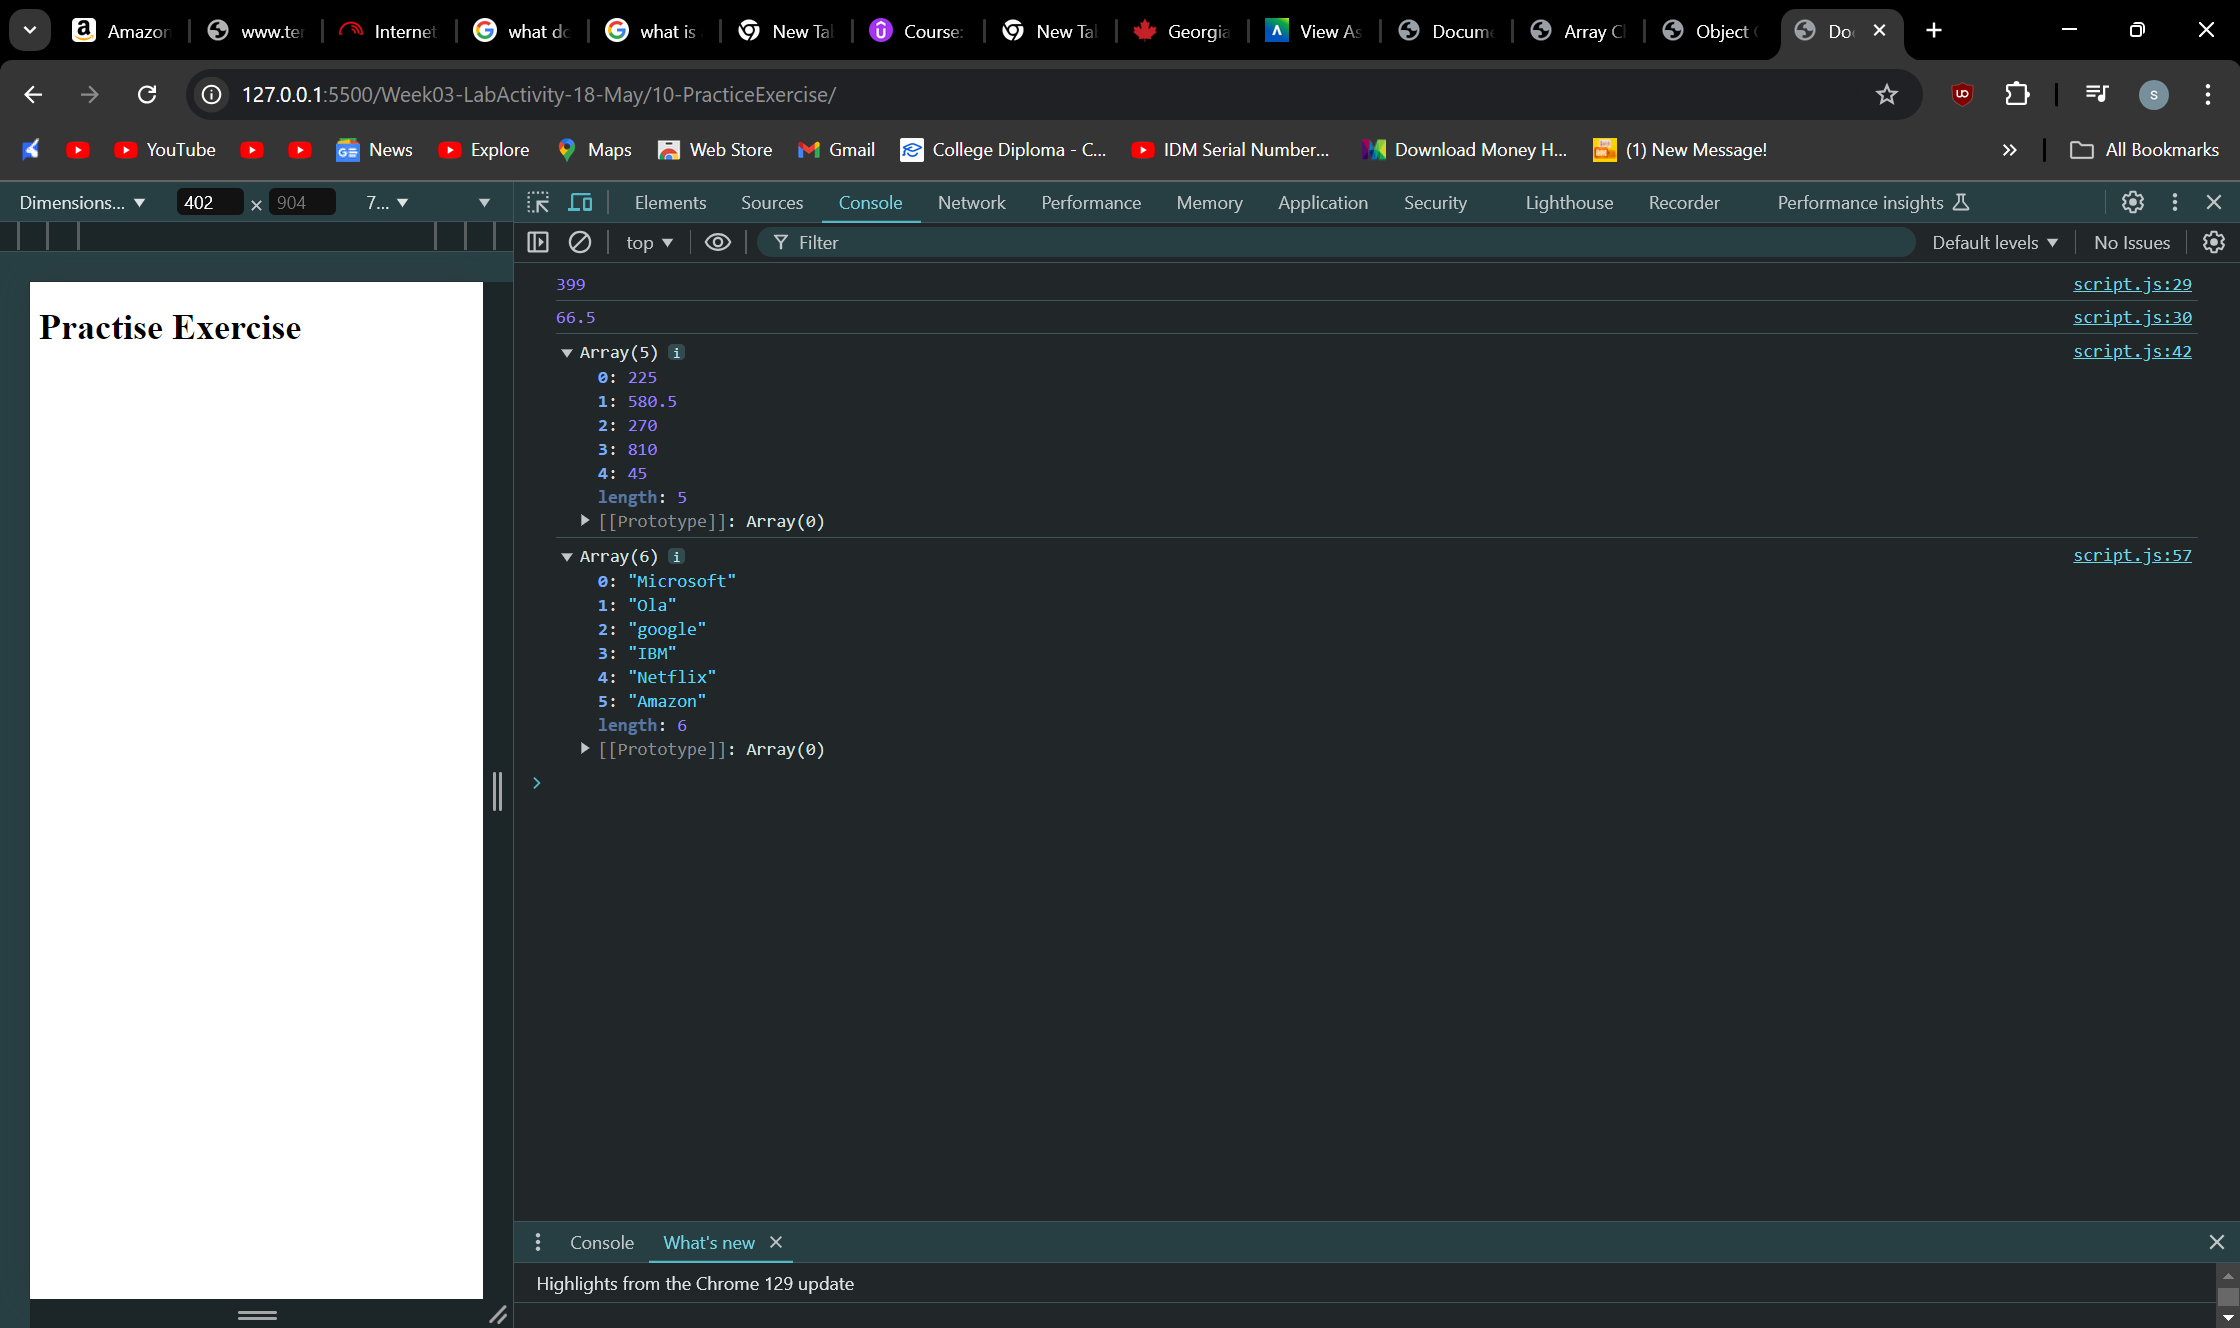 Amazon www.ter Internet what do what is New Tal Course: New Tal Georgia View As Docume Array Cl Object Do
127.0.0.1:5500/Week03-LabActivity-18-May/10-PracticeExercise/ s
YouTube News Explore Maps Web Store Gmail College Diploma - C... IDM Serial Number... Download Money H... (1) New Message! All Bookmarks
Dimensions... 402 × 904 7... Elements Sources Console Network Performance Memory Application Security Lighthouse Recorder Performance insights
top Filter Default levels No Issues
Practise Exercise
399 script.js:29
66.5 script.js:30
Array(5) i script.js:42
0: 225
1: 580.5
2: 270
3: 810
4: 45
length: 5
[[Prototype]]: Array(0)
Array(6) i script.js:57
0: "Microsoft"
1: "Ola"
2: "google"
3: "IBM"
4: "Netflix"
5: "Amazon"
length: 6
[[Prototype]]: Array(0)
Console What's new
Highlights from the Chrome 129 update